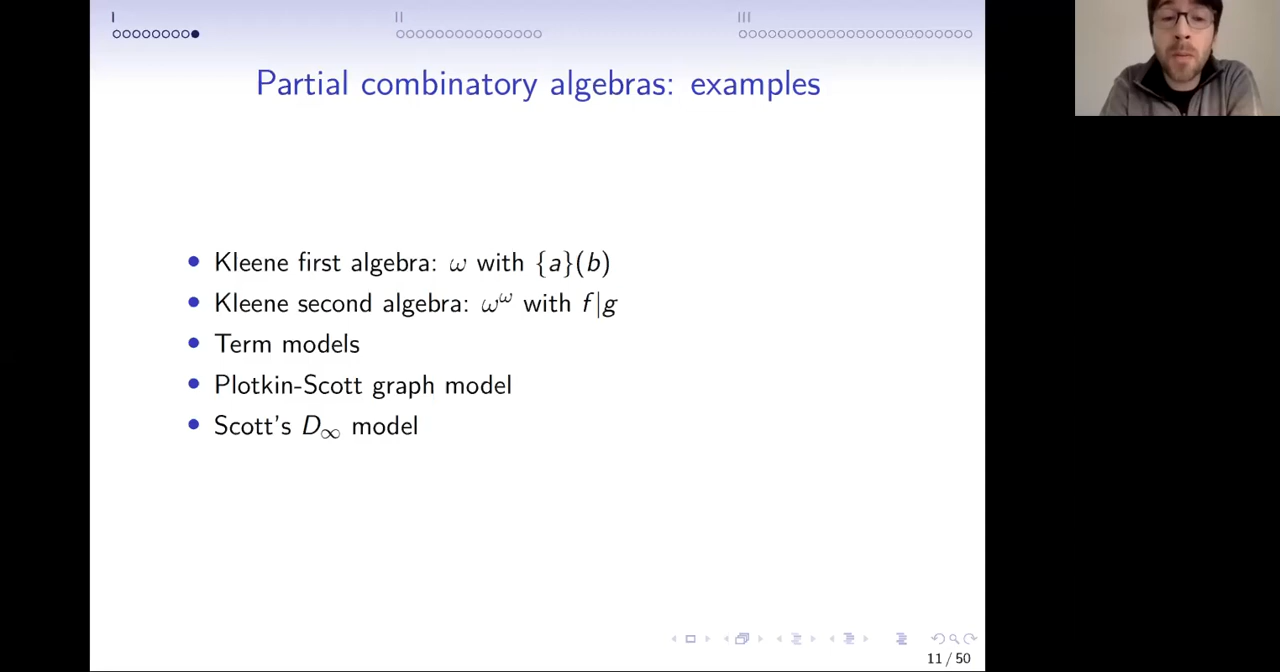 I II III
Partial combinatory algebras: examples
• Kleene first algebra: ω with {a}(b)
• Kleene second algebra: ω^ω with f|g
• Term models
• Plotkin-Scott graph model
• Scott's D∞ model
11 / 50